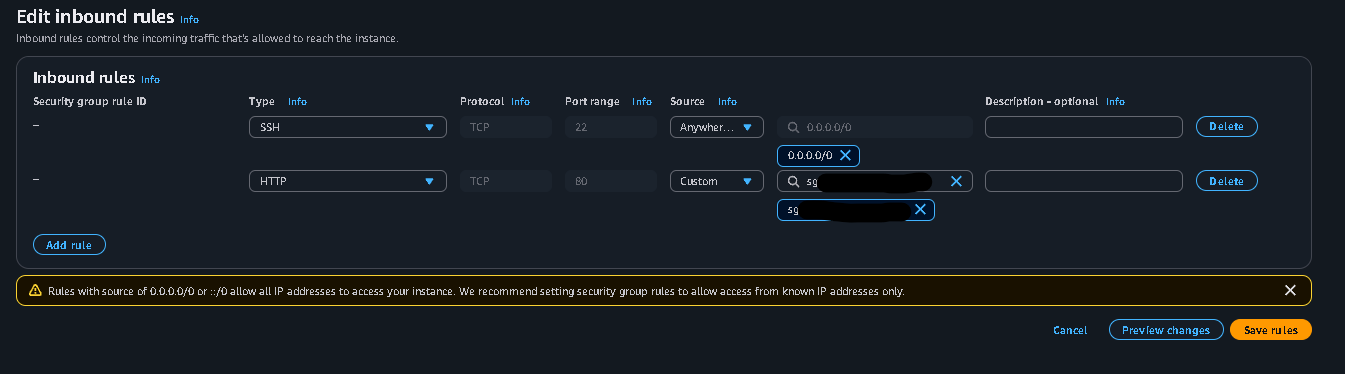 Edit inbound rules Info
Inbound rules control the incoming traffic that's allowed to reach the instance.
Inbound rules Info
Security group rule ID Type Info Protocol Info Port range Info Source Info Description - optional Info
– SSH TCP 22 Anywher... 0.0.0.0/0 Delete
0.0.0.0/0
– HTTP TCP 80 Custom sg Delete
sg
Add rule
Rules with source of 0.0.0.0/0 or ::/0 allow all IP addresses to access your instance. We recommend setting security group rules to allow access from known IP addresses only.
Cancel Preview changes Save rules